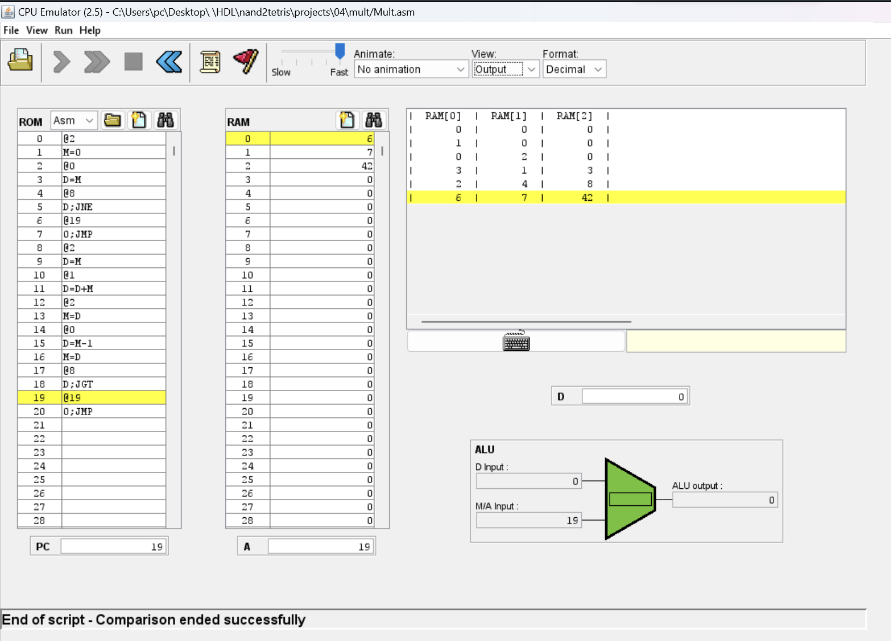 CPU Emulator (2.5) - C:\Users\pc\Desktop\ \HDL\nand2tetris\projects\04\mult/Mult.asm
File View Run Help
Slow Fast
Animate: View: Format:
No animation Output Decimal
ROM Asm
0 @2
1 M=0
2 @0
3 D=M
4 @8
5 D;JNE
6 @19
7 0;JMP
8 @2
9 D=M
10 @1
11 D=D+M
12 @2
13 M=D
14 @0
15 D=M-1
16 M=D
17 @8
18 D;JGT
19 @19
20 0;JMP
21
22
23
24
25
26
27
28
PC 19
RAM
0 6
1 7
2 42
3 0
4 0
5 0
6 0
7 0
8 0
9 0
10 0
11 0
12 0
13 0
14 0
15 0
16 0
17 0
18 0
19 0
20 0
21 0
22 0
23 0
24 0
25 0
26 0
27 0
28 0
A 19
| RAM[0] | RAM[1] | RAM[2] |
| 0 | 0 | 0 |
| 1 | 0 | 0 |
| 0 | 2 | 0 |
| 3 | 1 | 3 |
| 2 | 4 | 8 |
| 6 | 7 | 42 |
D 0
ALU
D Input :
0
M/A Input :
19
ALU output :
0
End of script - Comparison ended successfully